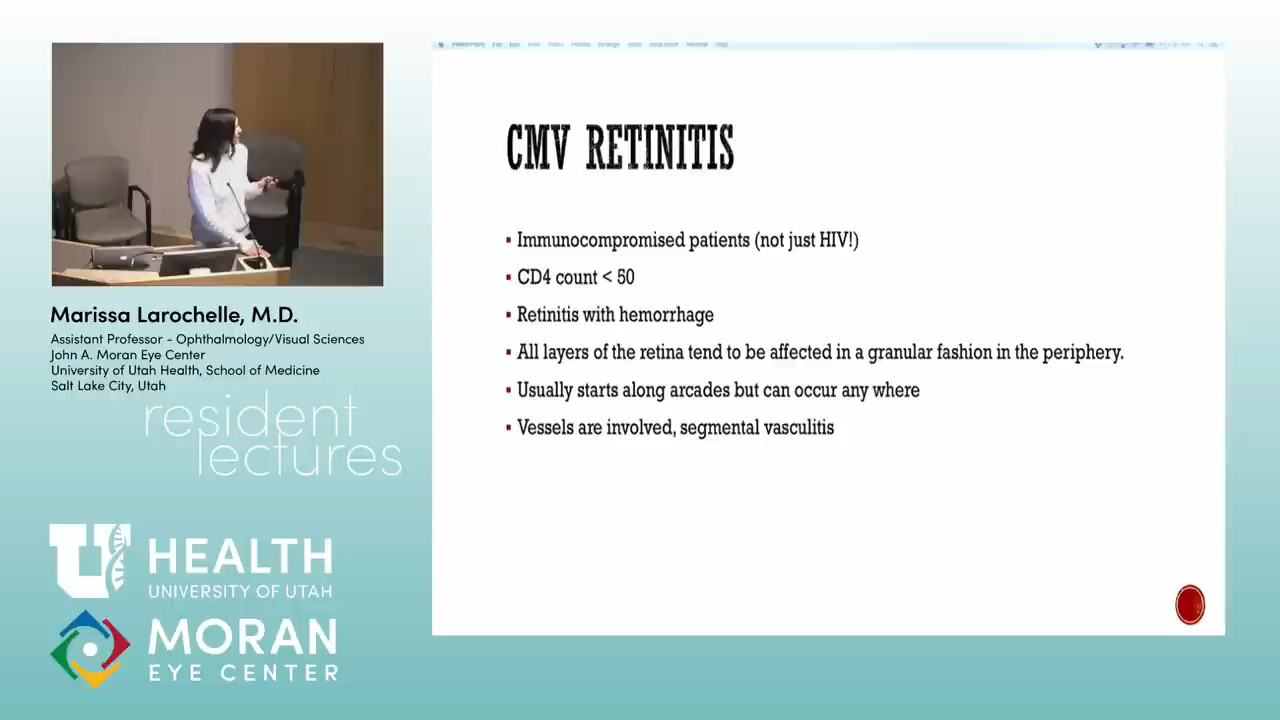 Marissa Larochelle, M.D.
Assistant Professor - Ophthalmology/Visual Sciences
John A. Moran Eye Center
University of Utah Health, School of Medicine
Salt Lake City, Utah
resident
lectures
U HEALTH
UNIVERSITY OF UTAH
MORAN
EYE CENTER
CMV RETINITIS
▪ Immunocompromised patients (not just HIV!)
▪ CD4 count < 50
▪ Retinitis with hemorrhage
▪ All layers of the retina tend to be affected in a granular fashion in the periphery.
▪ Usually starts along arcades but can occur any where
▪ Vessels are involved, segmental vasculitis